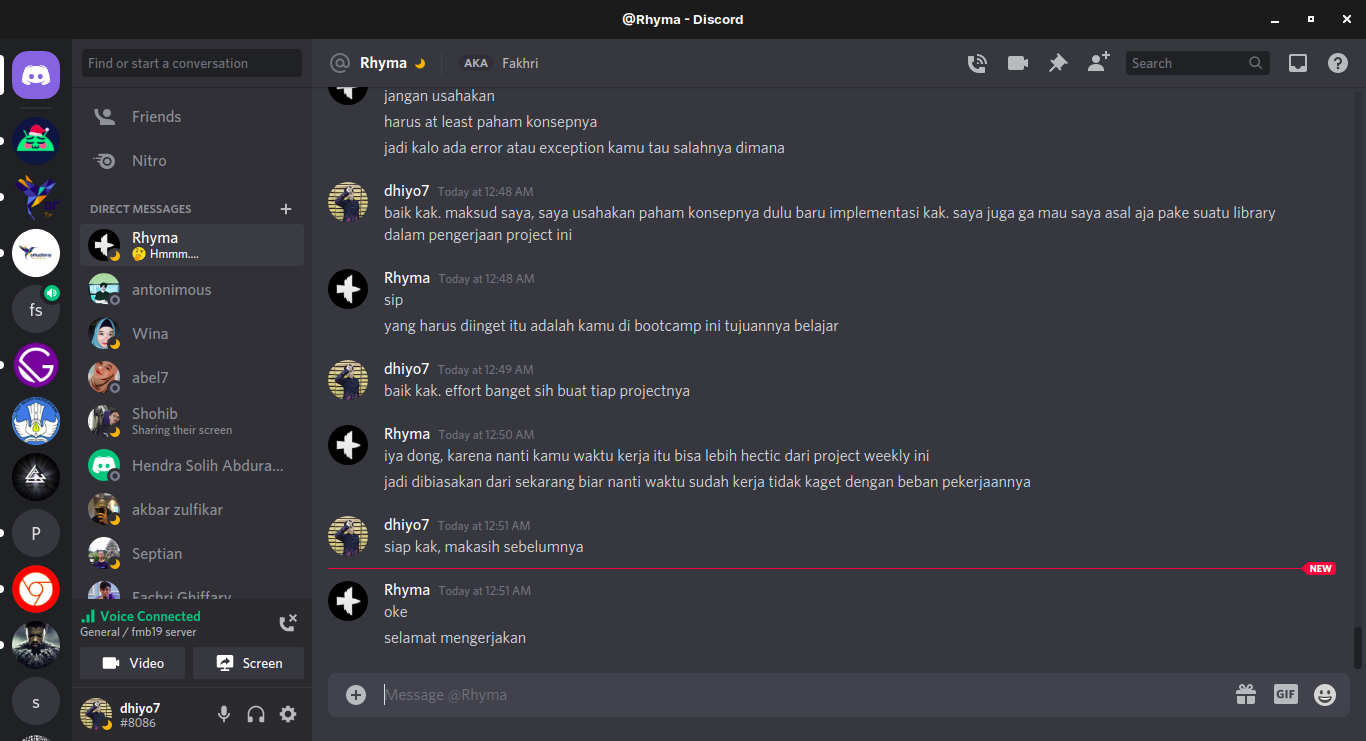 @Rhyma - Discord
Find or start a conversation
Friends
Nitro
DIRECT MESSAGES
Rhyma
🤔 Hmmm....
antonimous
Wina
abel7
Shohib
Sharing their screen
Hendra Solih Abdura...
akbar zulfikar
Septian
Fachri Ghiffary
Voice Connected
General / fmb19 server
Video
Screen
dhiyo7
#8086
fs
P
s
Rhyma
AKA Fakhri
Search
jangan usahakan
harus at least paham konsepnya
jadi kalo ada error atau exception kamu tau salahnya dimana
dhiyo7 Today at 12:48 AM
baik kak. maksud saya, saya usahakan paham konsepnya dulu baru implementasi kak. saya juga ga mau saya asal aja pake suatu library
dalam pengerjaan project ini
Rhyma Today at 12:48 AM
sip
yang harus diinget itu adalah kamu di bootcamp ini tujuannya belajar
dhiyo7 Today at 12:49 AM
baik kak. effort banget sih buat tiap projectnya
Rhyma Today at 12:50 AM
iya dong, karena nanti kamu waktu kerja itu bisa lebih hectic dari project weekly ini
jadi dibiasakan dari sekarang biar nanti waktu sudah kerja tidak kaget dengan beban pekerjaannya
dhiyo7 Today at 12:51 AM
siap kak, makasih sebelumnya
NEW
Rhyma Today at 12:51 AM
oke
selamat mengerjakan
Message @Rhyma
GIF